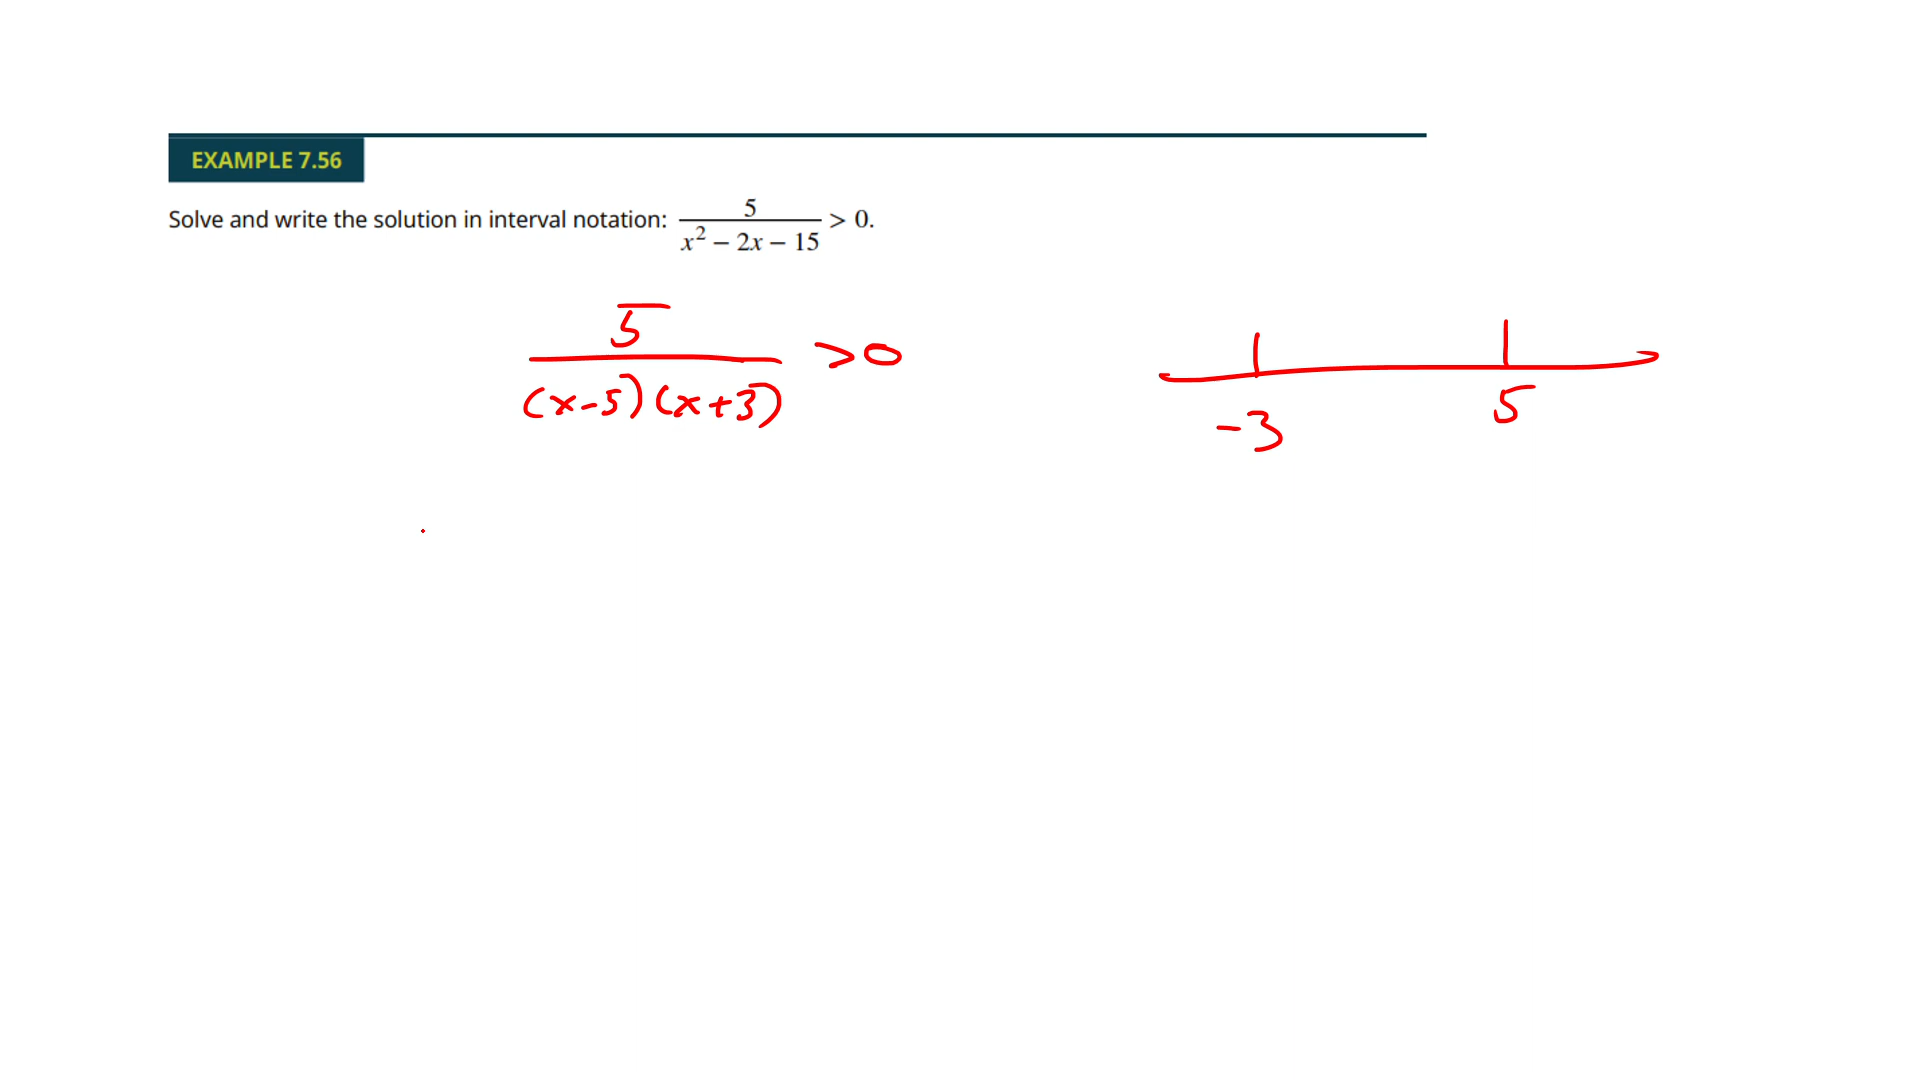 EXAMPLE 7.56
Solve and write the solution in interval notation: 5 / (x² − 2x − 15) > 0.
5 / (x-5)(x+3) >0
-3 5